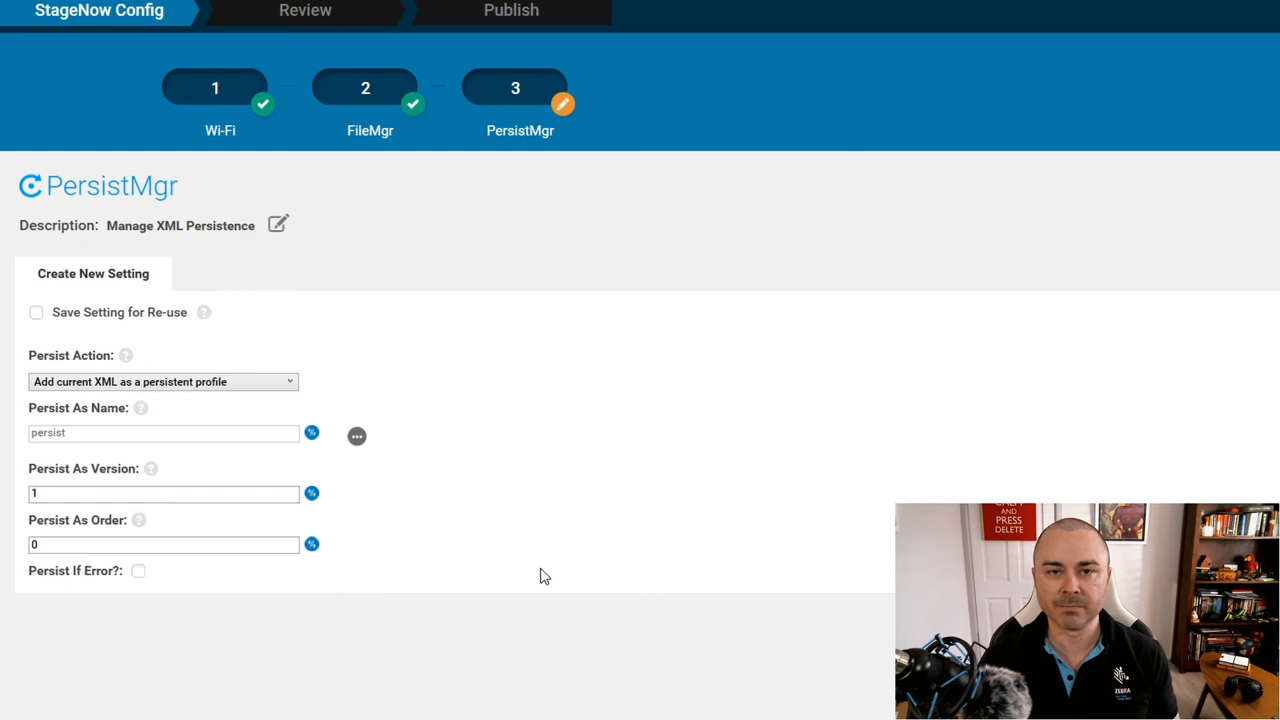 StageNow Config
Review
Publish
1
2
3
Wi-Fi
FileMgr
PersistMgr
PersistMgr
Description: Manage XML Persistence
Create New Setting
Save Setting for Re-use ?
Persist Action: ?
Add current XML as a persistent profile
Persist As Name: ?
persist
%
Persist As Version: ?
1
%
Persist As Order: ?
0
%
Persist If Error?:
AND
PRESS
DELETE
ZEBRA